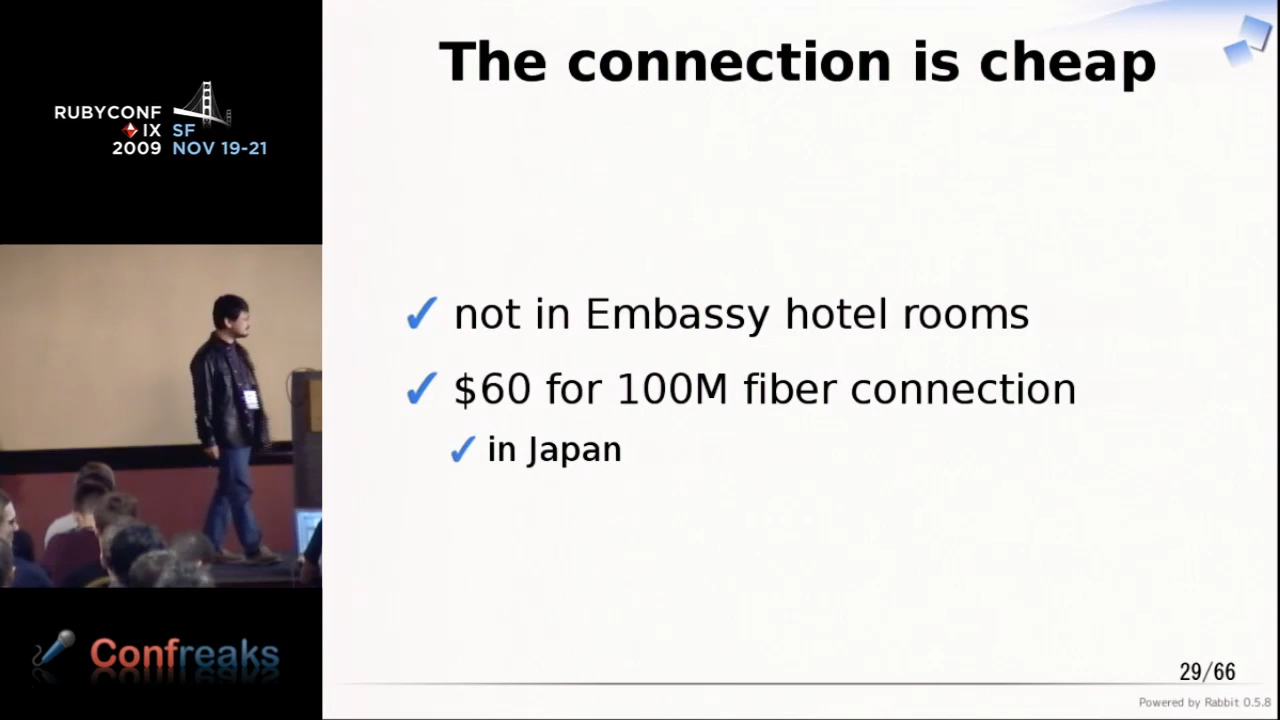 RUBYCONF
IX SF
2009 NOV 19-21
The connection is cheap
✓ not in Embassy hotel rooms
✓ $60 for 100M fiber connection
✓ in Japan
Confreaks
29/66
Powered by Rabbit 0.5.8